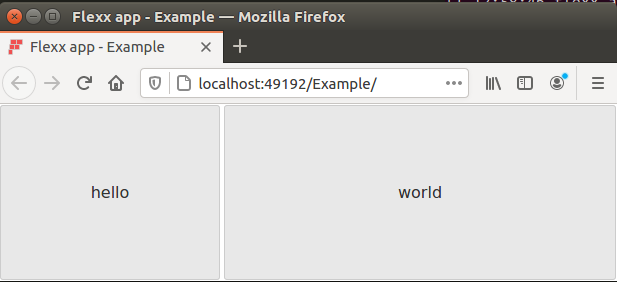 Flexx app - Example — Mozilla Firefox
Flexx app - Example
localhost:49192/Example/
hello world